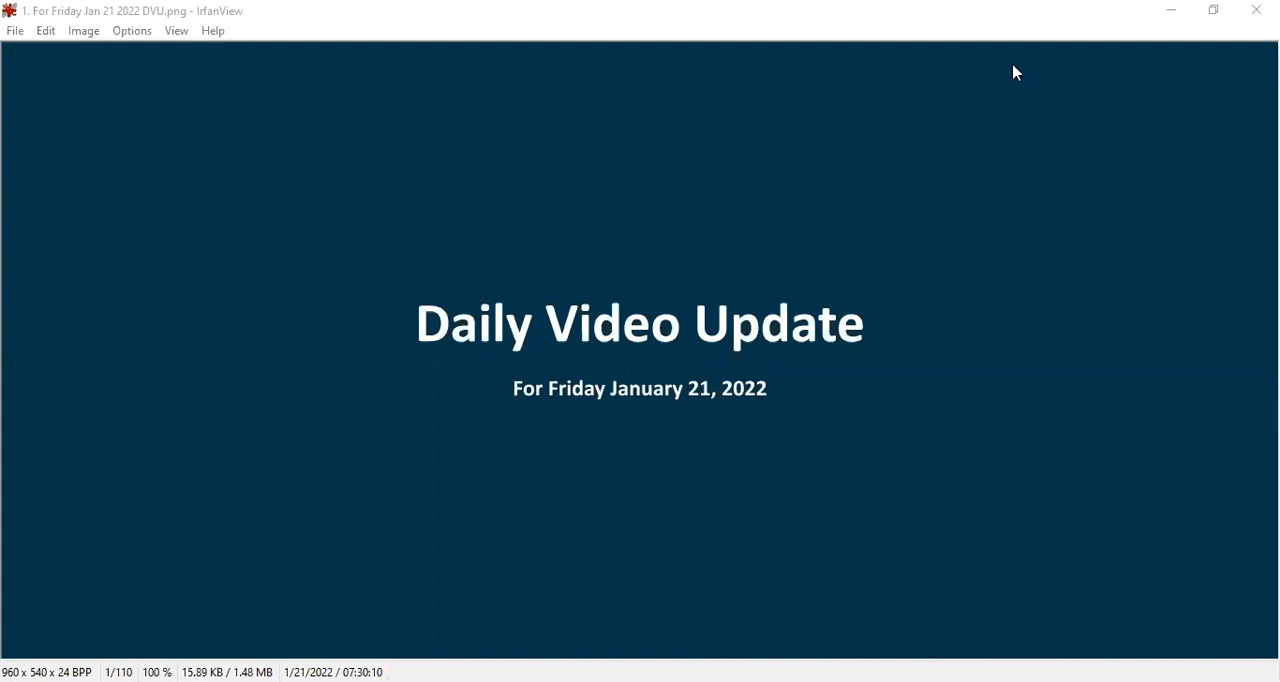 1. For Friday Jan 21 2022 DVU.png - IrfanView
File Edit Image Options View Help
Daily Video Update
For Friday January 21, 2022
960 x 540 x 24 BPP 1/110 100 % 15.89 KB / 1.48 MB 1/21/2022 / 07:30:10